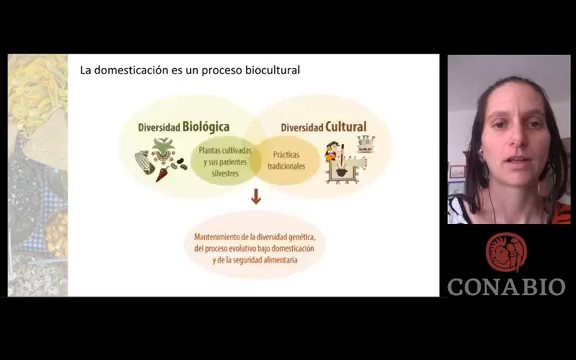 La domesticación es un proceso biocultural
Diversidad Biológica
Diversidad Cultural
Plantas cultivadas
y sus parientes
silvestres
Prácticas
tradicionales
Mantenimiento de la diversidad genética,
del proceso evolutivo bajo domesticación
y de la seguridad alimentaria
CONABIO